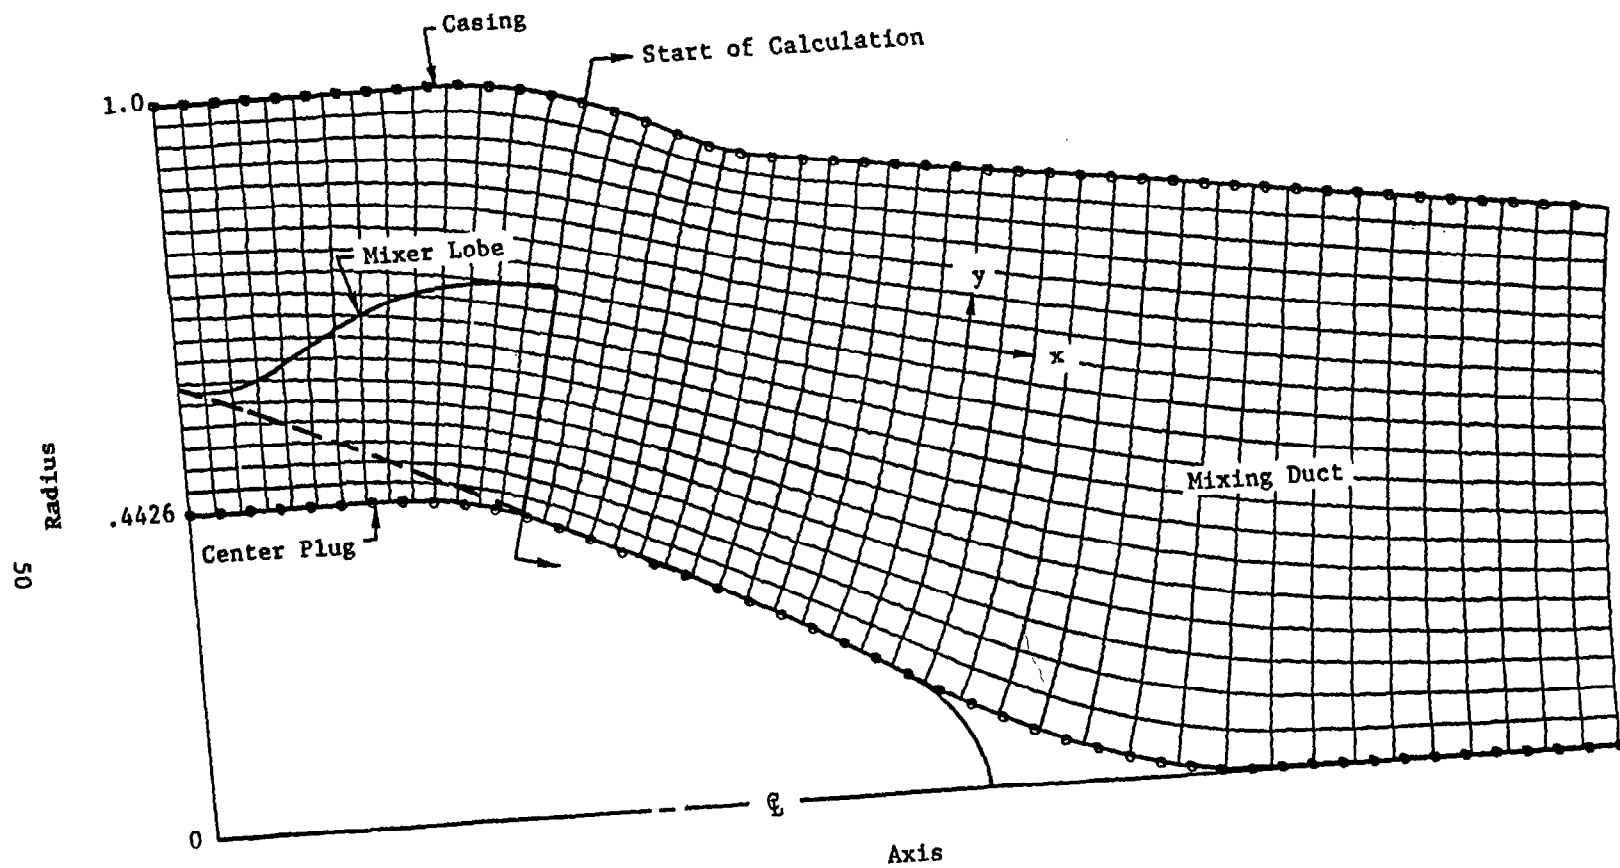 Casing
Start of Calculation
1.0
Mixer Lobe
y
x
Mixing Duct
Radius
.4426
Center Plug
50
℄
0
Axis